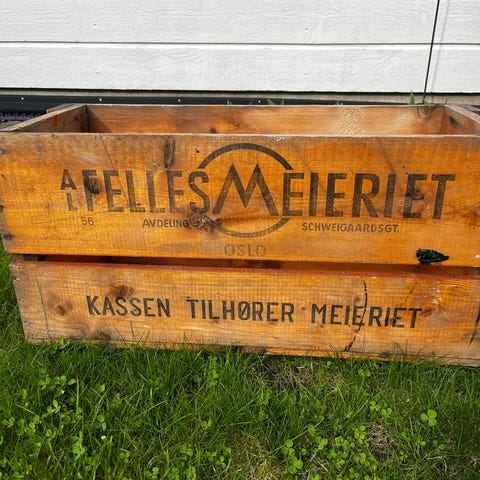 A/L FELLESMEIERIET
56 AVDELING SCHWEIGAARDSGT.
OSLO
KASSEN TILHØRER MEIERIET